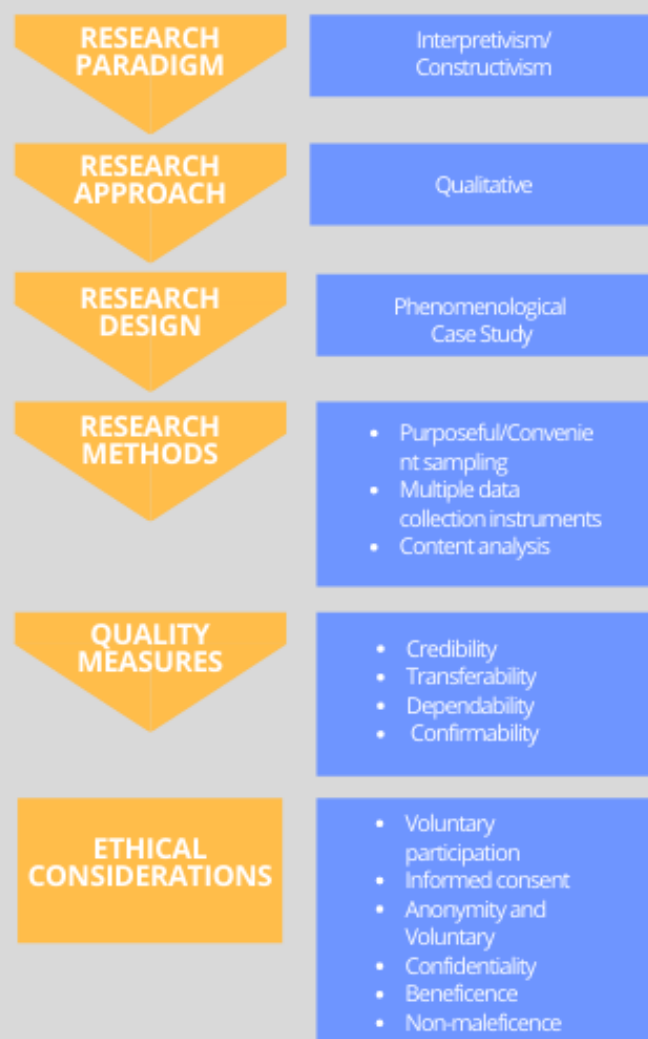 RESEARCH
PARADIGM
Interpretivism/
Constructivism
RESEARCH
APPROACH
Qualitative
RESEARCH
DESIGN
Phenomenological
Case Study
RESEARCH
METHODS
• Purposeful/Convenie
nt sampling
• Multiple data
collection instruments
• Content analysis
QUALITY
MEASURES
• Credibility
• Transferability
• Dependability
• Confirmability
ETHICAL
CONSIDERATIONS
• Voluntary
participation
• Informed consent
• Anonymity and
Voluntary
• Confidentiality
• Beneficence
• Non-maleficence